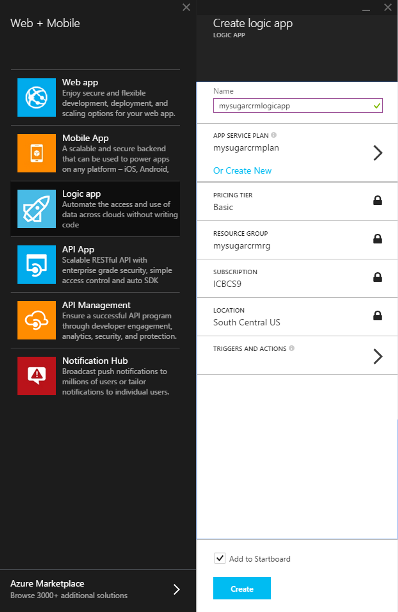 Web + Mobile
Web app
Enjoy secure and flexible
development, deployment, and
scaling options for your web app.
Mobile App
A scalable and secure backend
that can be used to power apps
on any platform – iOS, Android,
Logic app
Automate the access and use of
data across clouds without writing
code
API App
Scalable RESTful API with
enterprise grade security, simple
access control and auto SDK
API Management
Ensure a successful API program
through developer engagement,
analytics, security, and protection.
Notification Hub
Broadcast push notifications to
millions of users or tailor
notifications to individual users.
Azure Marketplace
Browse 3000+ additional solutions
Create logic app
LOGIC APP
Name
mysugarcrmlogicapp
APP SERVICE PLAN
mysugarcrmplan
Or Create New
PRICING TIER
Basic
RESOURCE GROUP
mysugarcrmrg
SUBSCRIPTION
ICBCS9
LOCATION
South Central US
TRIGGERS AND ACTIONS
Add to Startboard
Create